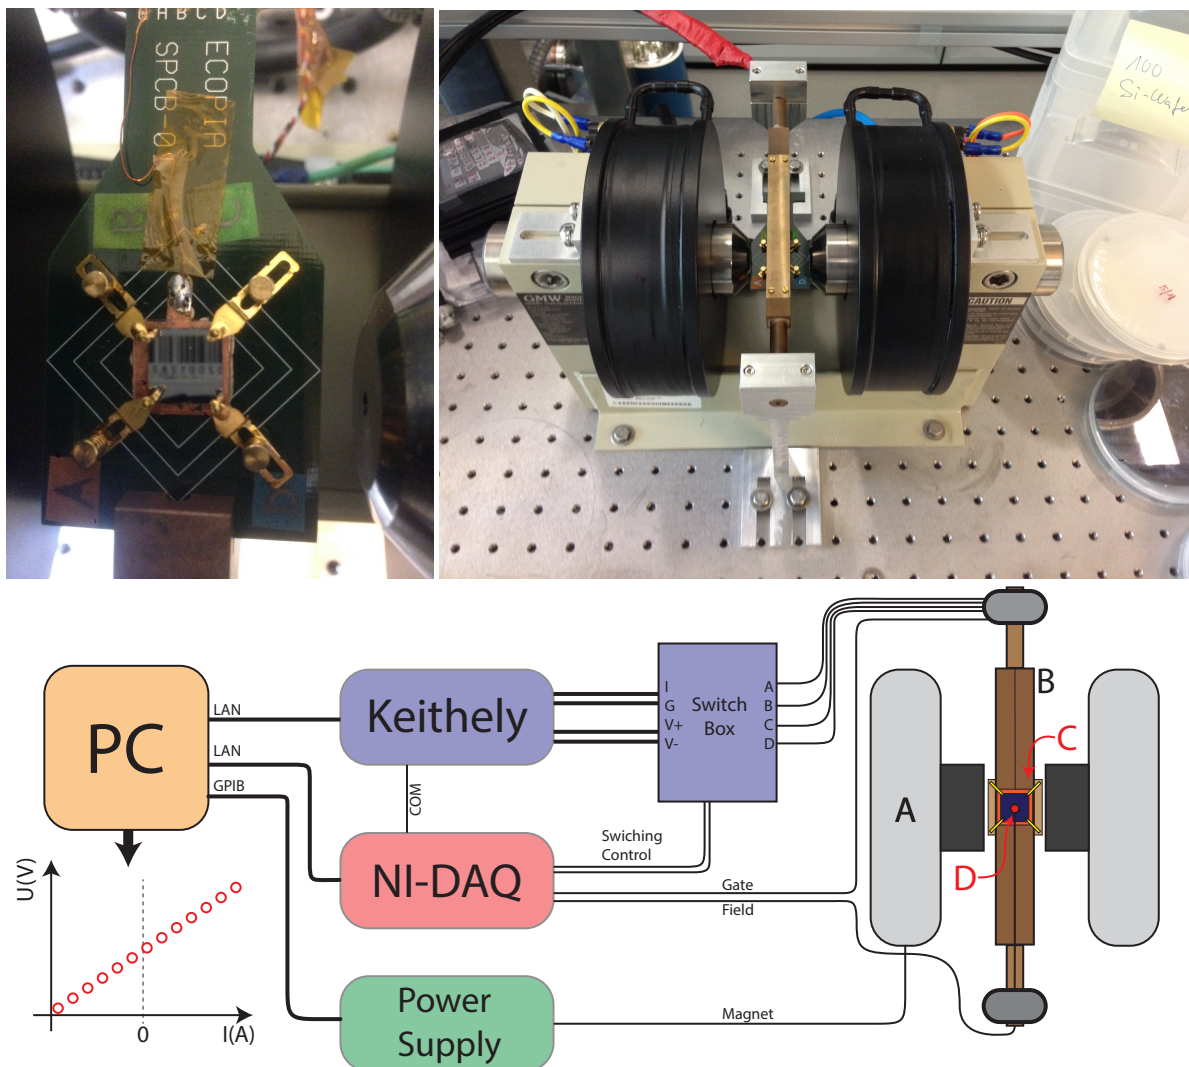 A B C D
ECOPIA
SPCB-0
B
C
A
D
100
Si-Wafe
GMW
CAUTION
A
D
PC
LAN
LAN
GPIB
Keithely
COM
NI-DAQ
Power
Supply
I
G
V+
V-
Switch
Box
A
B
C
D
Swiching
Control
Gate
Field
Magnet
A
B
C
D
U(V)
0
I(A)